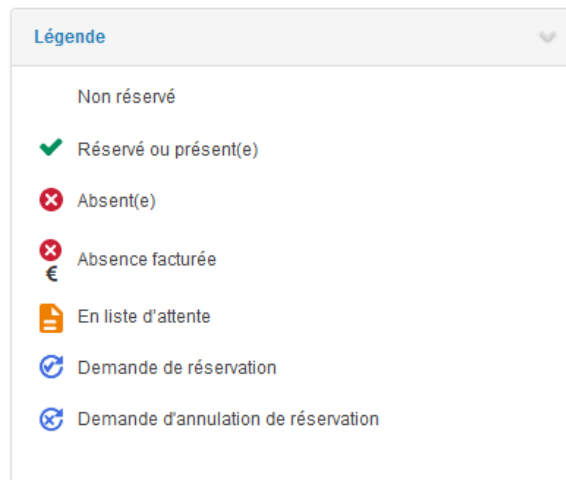 Légende
Non réservé
Réservé ou présent(e)
Absent(e)
€ Absence facturée
En liste d'attente
Demande de réservation
Demande d'annulation de réservation